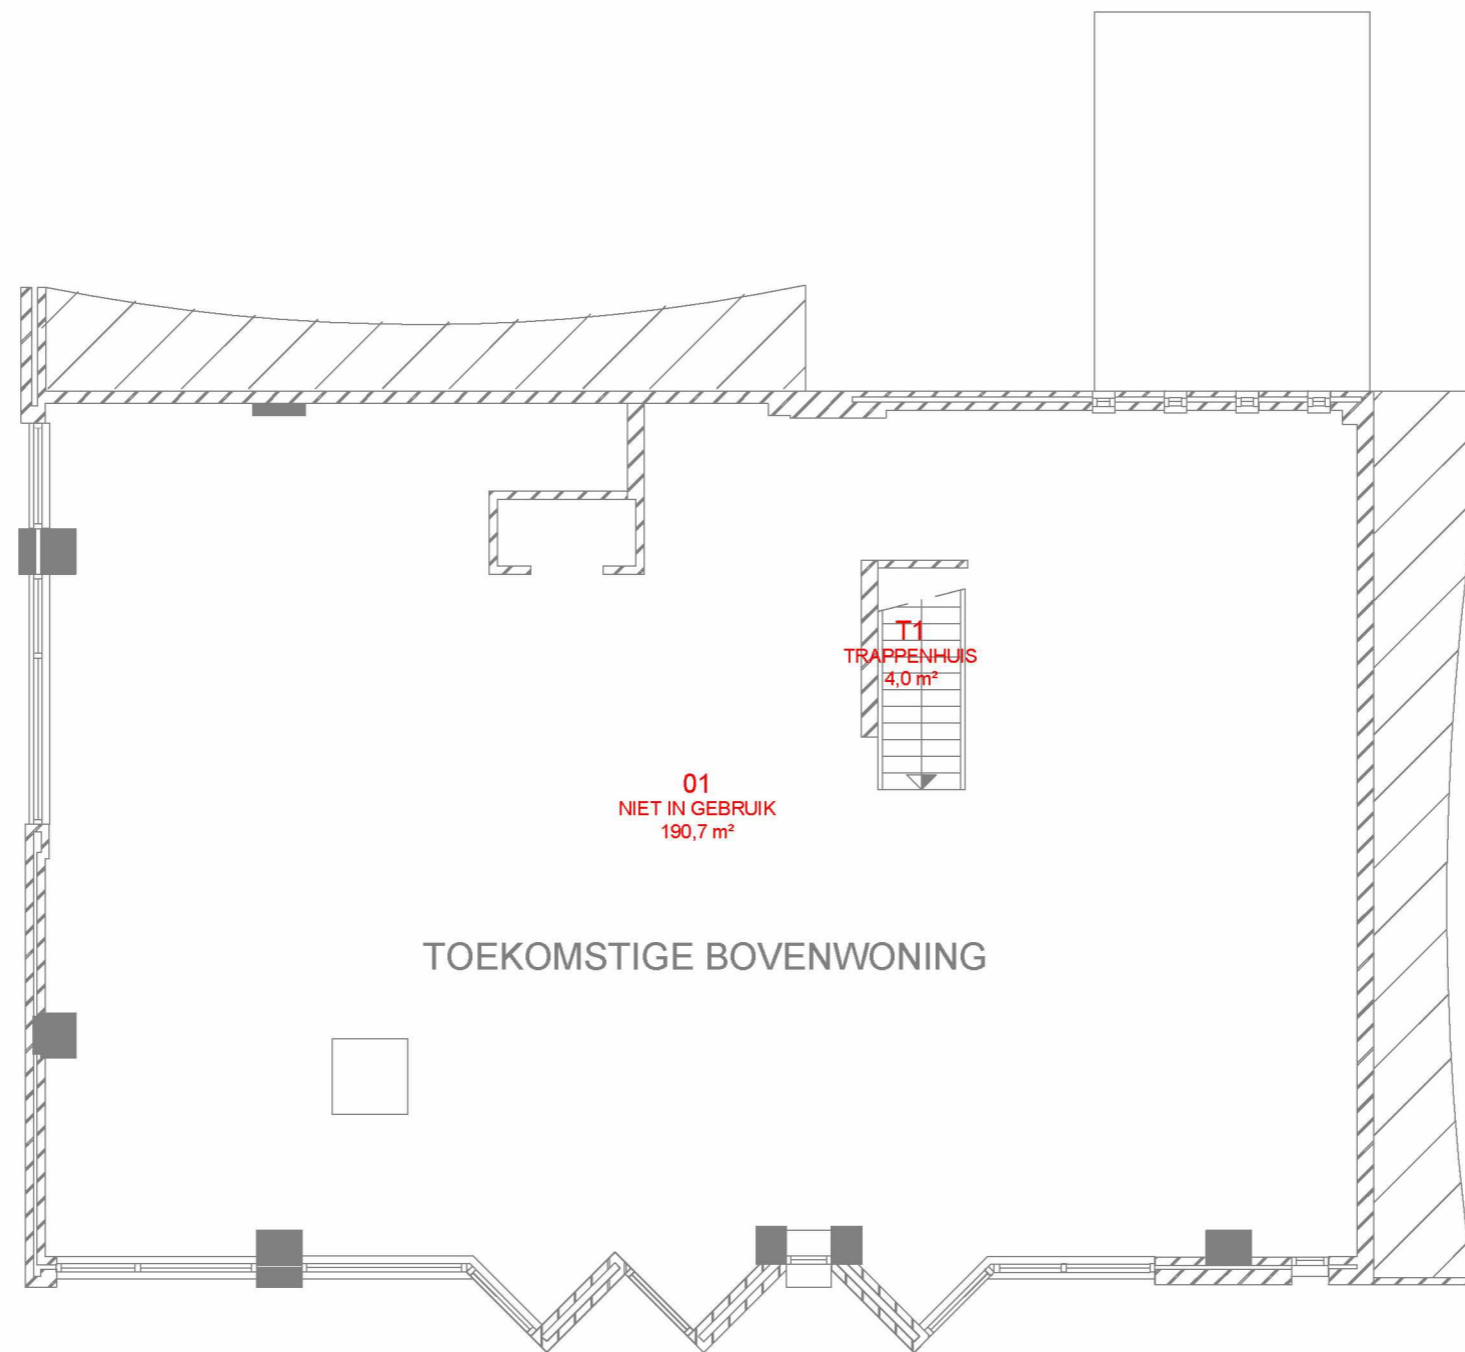 T1
TRAPPENHUIS
4,0 m²
01
NIET IN GEBRUIK
190,7 m²
TOEKOMSTIGE BOVENWONING